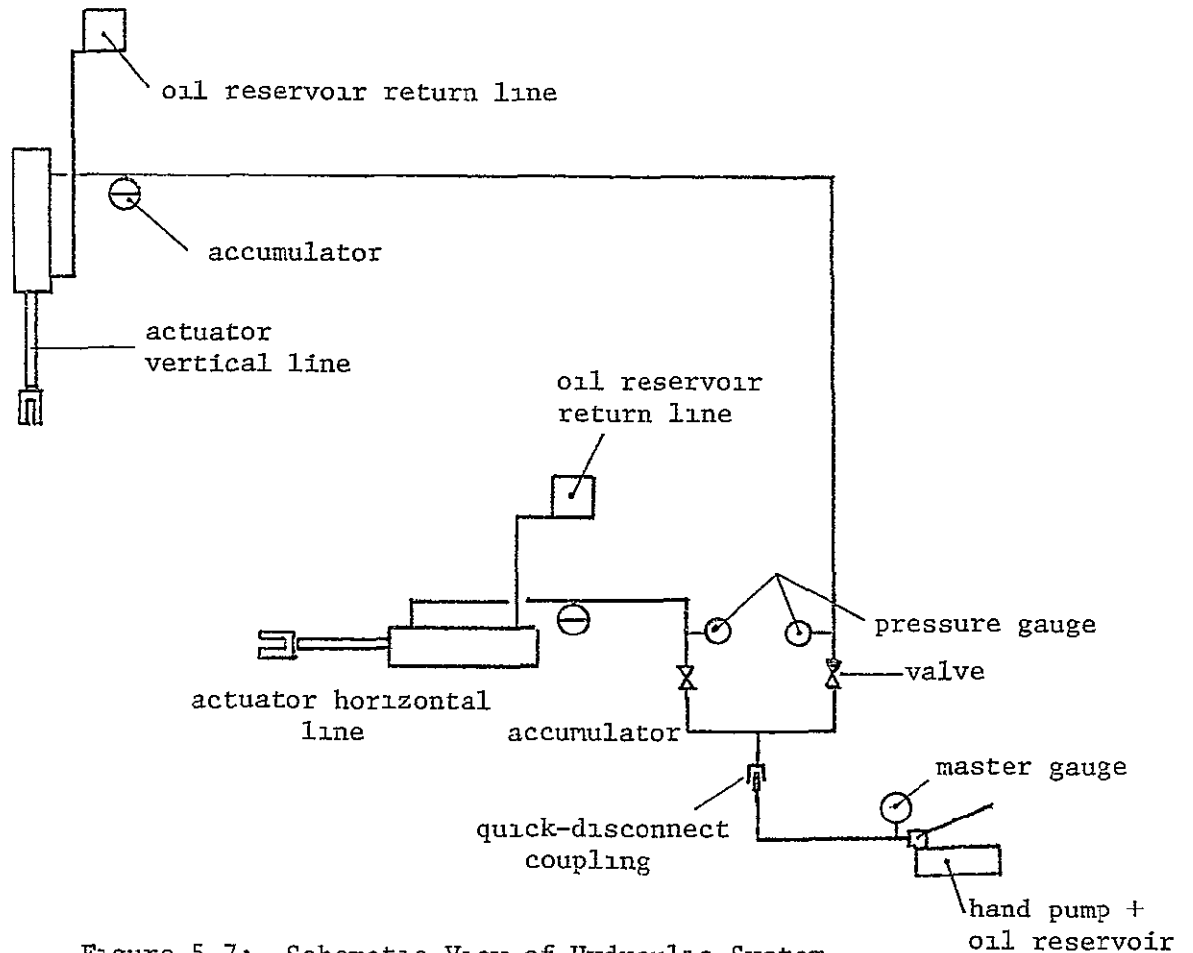 oil reservoir return line
accumulator
actuator
vertical line
oil reservoir
return line
pressure gauge
valve
actuator horizontal
line
accumulator
master gauge
quick-disconnect
coupling
hand pump +
oil reservoir
Figure 5.7: Schematic View of Hydraulic System